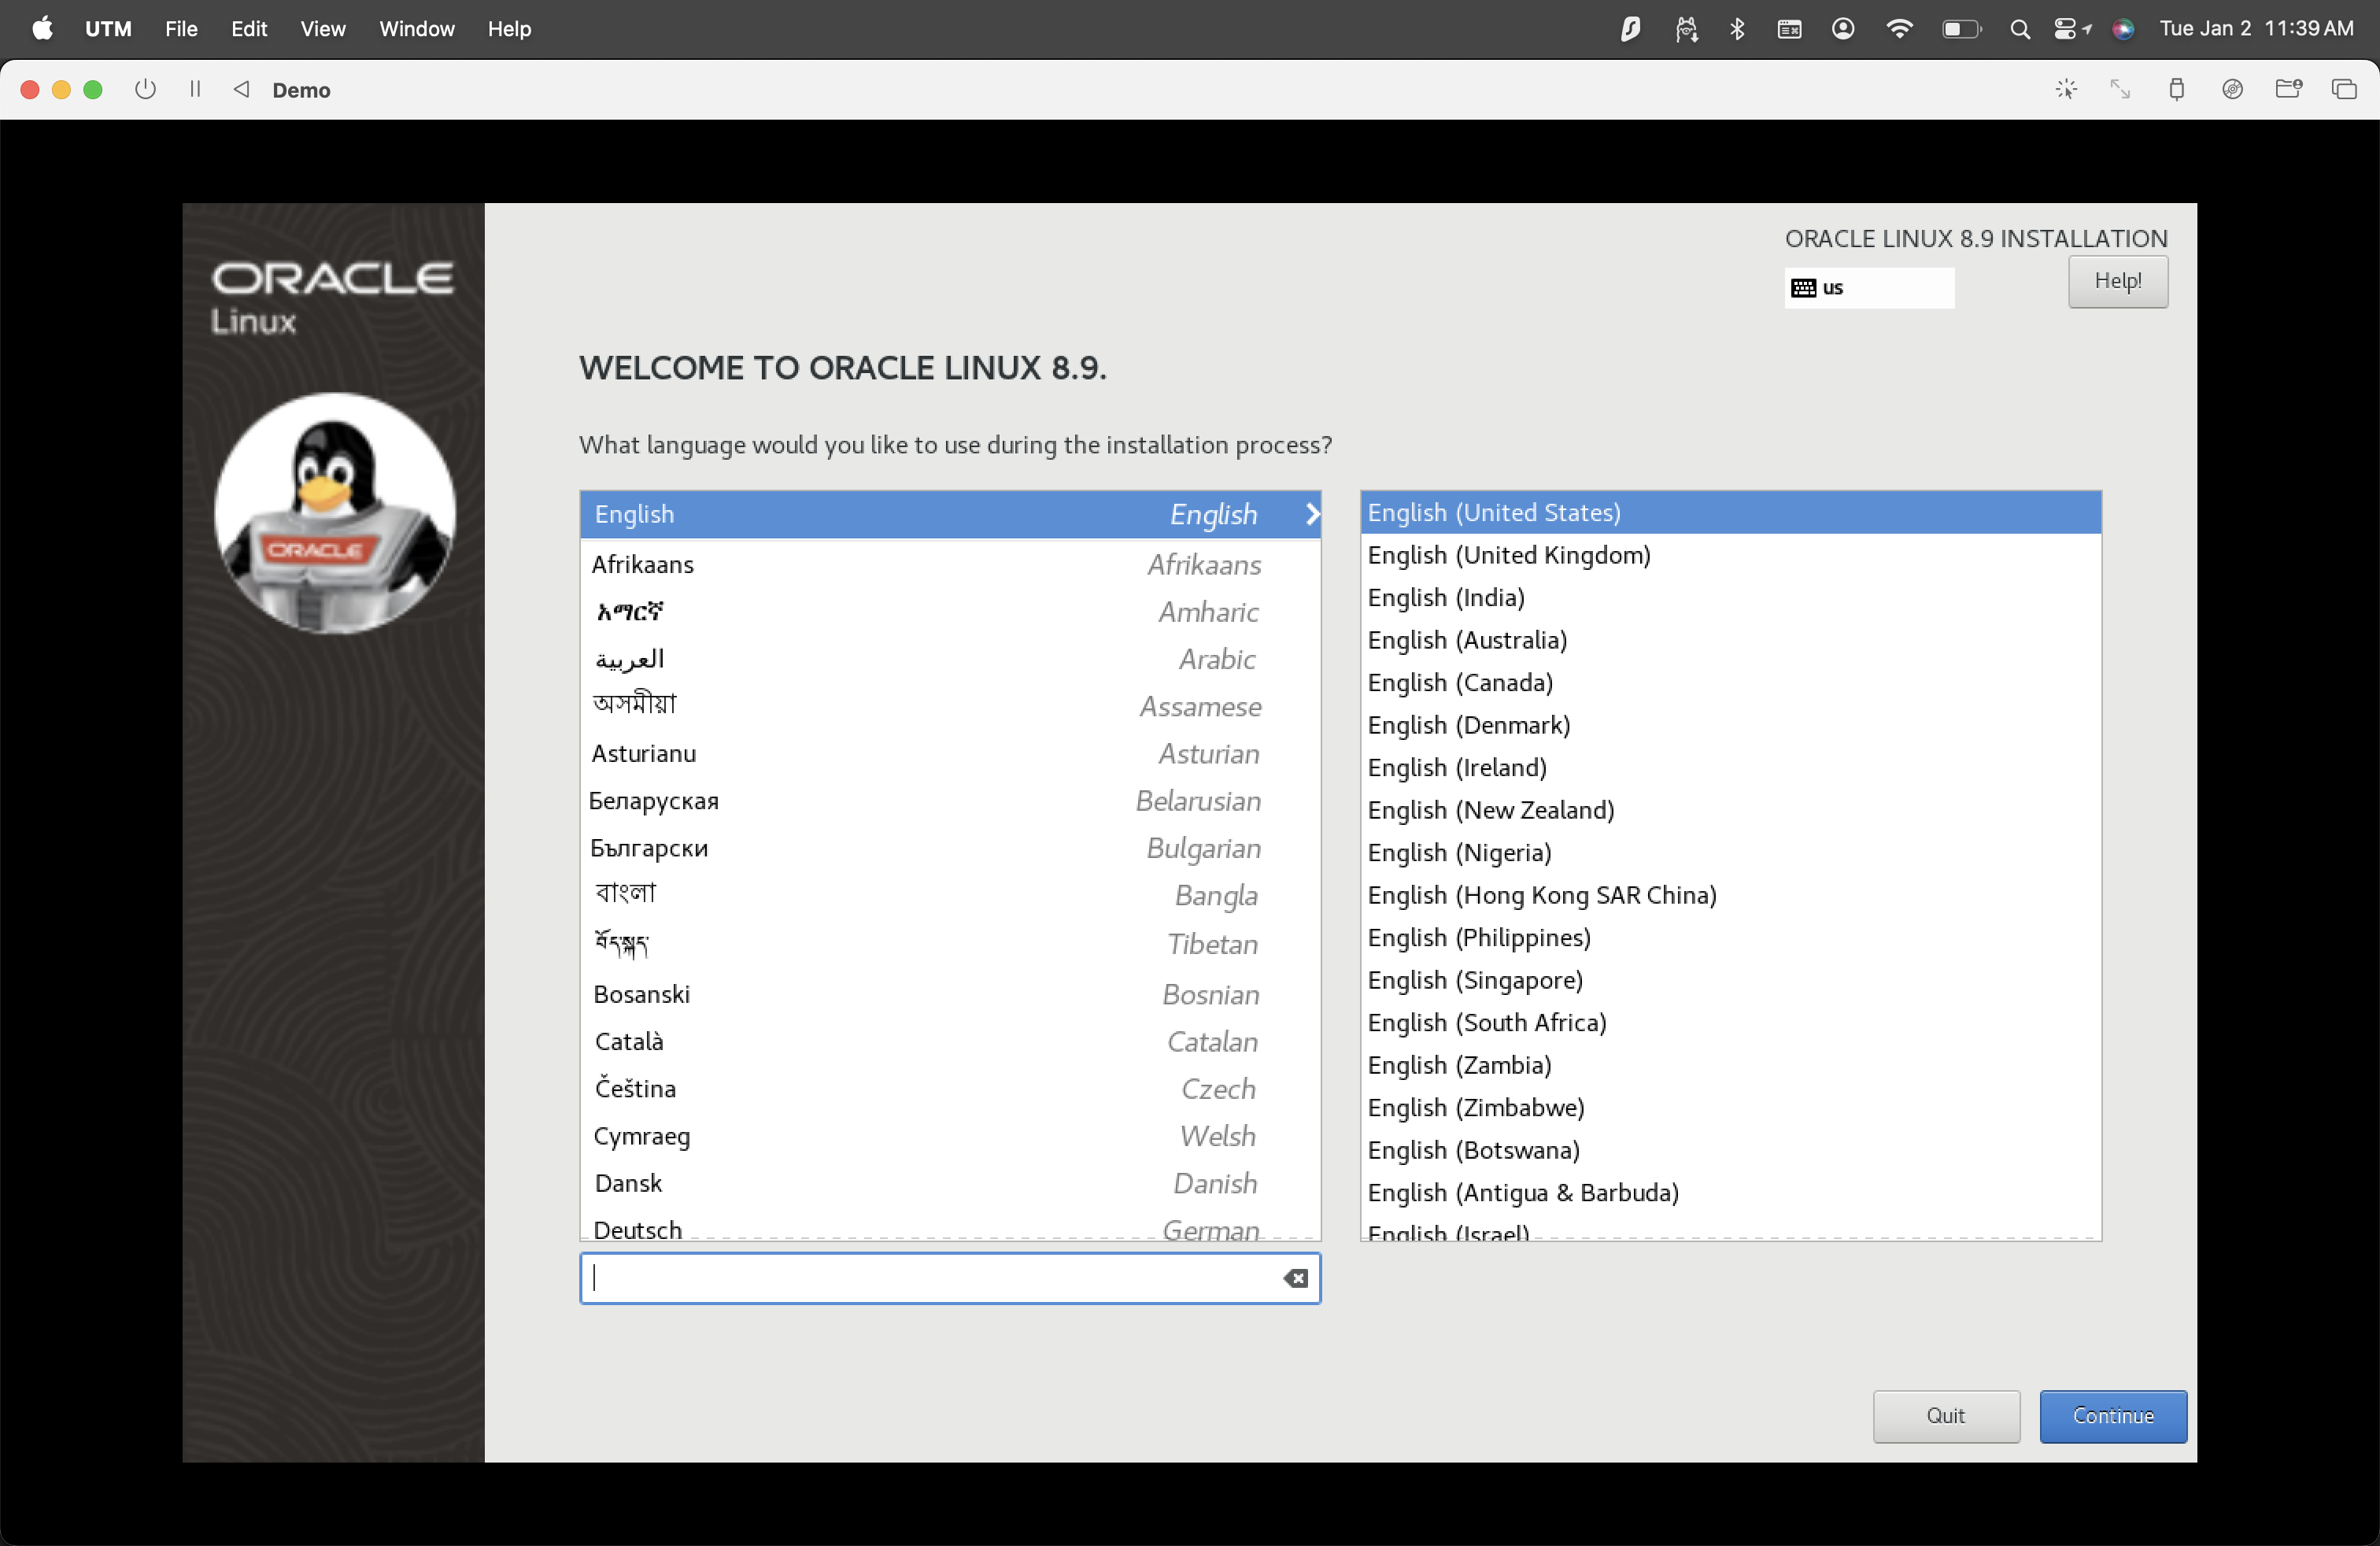 UTM File Edit View Window Help Tue Jan 2 11:39 AM
Demo
ORACLE
Linux
ORACLE
ORACLE LINUX 8.9 INSTALLATION
us
Help!
WELCOME TO ORACLE LINUX 8.9.
What language would you like to use during the installation process?
English English
Afrikaans Afrikaans
አማርኛ Amharic
العربية Arabic
অসমীয়া Assamese
Asturianu Asturian
Беларуская Belarusian
Български Bulgarian
বাংলা Bangla
བོད་སྐད་ Tibetan
Bosanski Bosnian
Català Catalan
Čeština Czech
Cymraeg Welsh
Dansk Danish
Deutsch German
English (United States)
English (United Kingdom)
English (India)
English (Australia)
English (Canada)
English (Denmark)
English (Ireland)
English (New Zealand)
English (Nigeria)
English (Hong Kong SAR China)
English (Philippines)
English (Singapore)
English (South Africa)
English (Zambia)
English (Zimbabwe)
English (Botswana)
English (Antigua & Barbuda)
English (Israel)
Quit
Continue